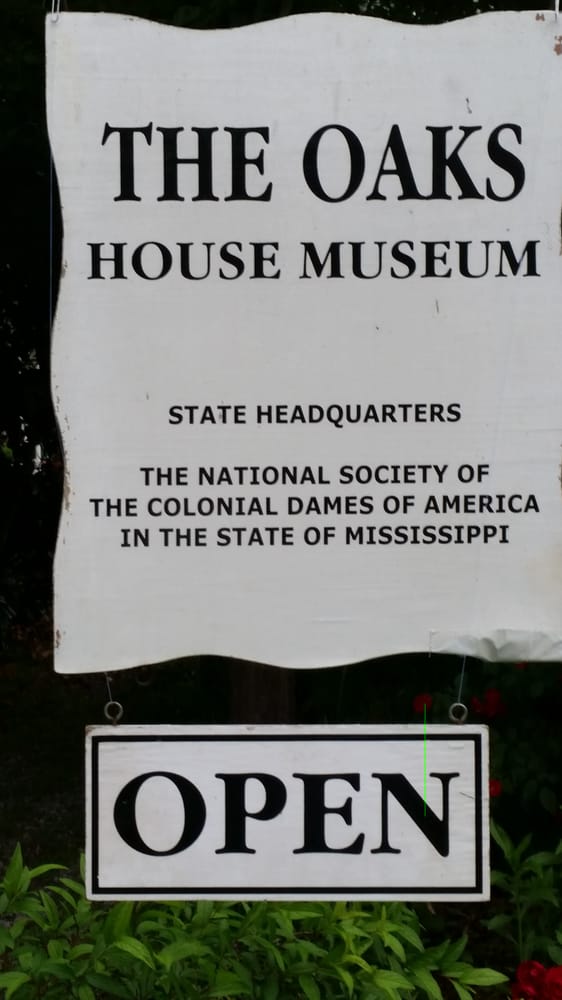 THE OAKS
HOUSE MUSEUM
STATE HEADQUARTERS
THE NATIONAL SOCIETY OF
THE COLONIAL DAMES OF AMERICA
IN THE STATE OF MISSISSIPPI
OPEN